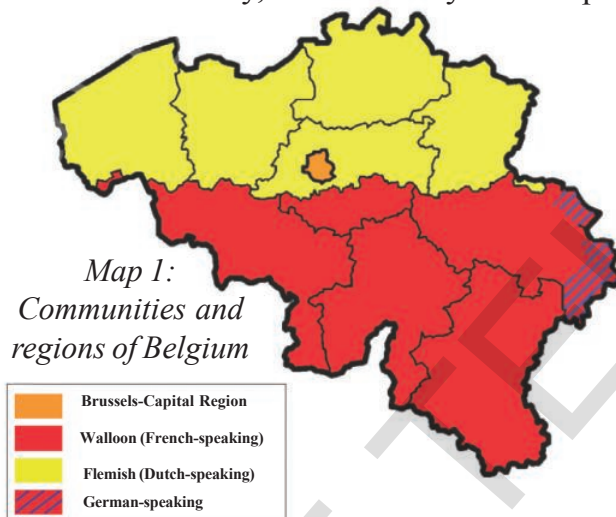 Map 1:
Communities and
regions of Belgium
Brussels-Capital Region
Walloon (French-speaking)
Flemish (Dutch-speaking)
German-speaking